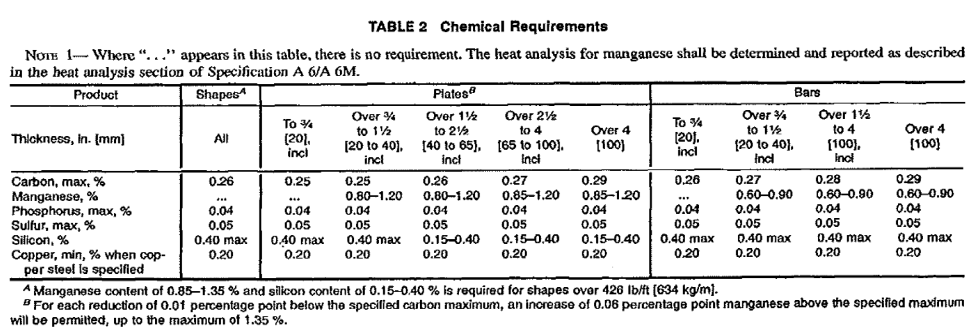 TABLE 2 Chemical Requirements
NOTE 1— Where “. . .” appears in this table, there is no requirement. The heat analysis for manganese shall be determined and reported as described
in the heat analysis section of Specification A 6/A 6M.
Product Shapes^A Plates^B Bars
Thickness, in. [mm] All To ¾ [20], incl Over ¾ to 1½ [20 to 40], incl Over 1½ to 2½ [40 to 65], incl Over 2½ to 4 [65 to 100], incl Over 4 [100] To ¾ [20], incl Over ¾ to 1½ [20 to 40], incl Over 1½ to 4 [100], incl Over 4 [100]
Carbon, max, % 0.26 0.25 0.25 0.26 0.27 0.29 0.26 0.27 0.28 0.29
Manganese, % ... ... 0.80–1.20 0.80–1.20 0.85–1.20 0.85–1.20 ... 0.60–0.90 0.60–0.90 0.60–0.90
Phosphorus, max, % 0.04 0.04 0.04 0.04 0.04 0.04 0.04 0.04 0.04 0.04
Sulfur, max, % 0.05 0.05 0.05 0.05 0.05 0.05 0.05 0.05 0.05 0.05
Silicon, % 0.40 max 0.40 max 0.40 max 0.15–0.40 0.15–0.40 0.15–0.40 0.40 max 0.40 max 0.40 max 0.40 max
Copper, min, % when cop- 0.20 0.20 0.20 0.20 0.20 0.20 0.20 0.20 0.20 0.20
per steel is specified
^A Manganese content of 0.85–1.35 % and silicon content of 0.15–0.40 % is required for shapes over 426 lb/ft [634 kg/m].
^B For each reduction of 0.01 percentage point below the specified carbon maximum, an increase of 0.06 percentage point manganese above the specified maximum
will be permitted, up to the maximum of 1.35 %.